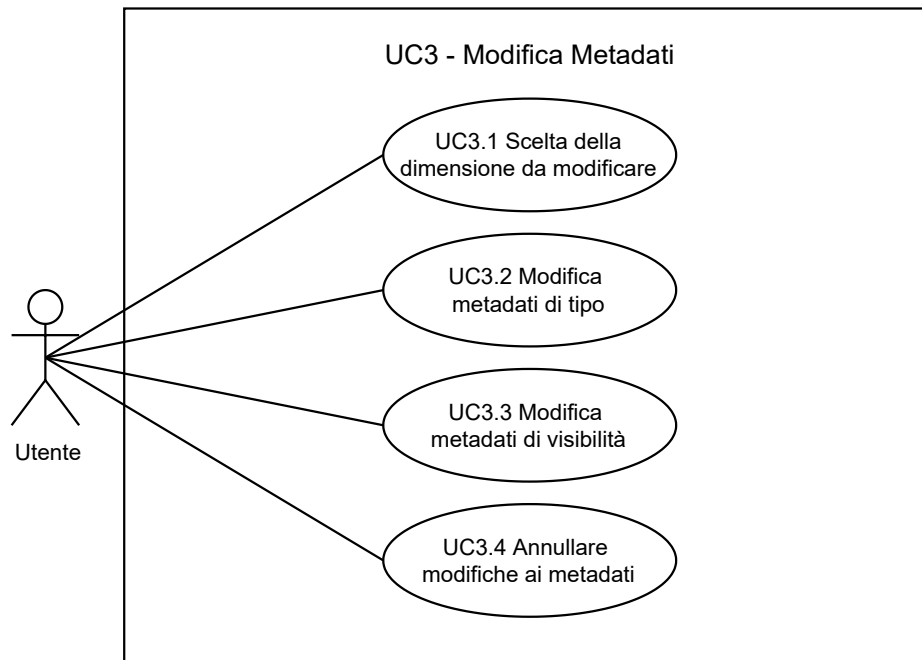 UC3 - Modifica Metadati
UC3.1 Scelta della
dimensione da modificare
UC3.2 Modifica
metadati di tipo
UC3.3 Modifica
metadati di visibilità
Utente
UC3.4 Annullare
modifiche ai metadati